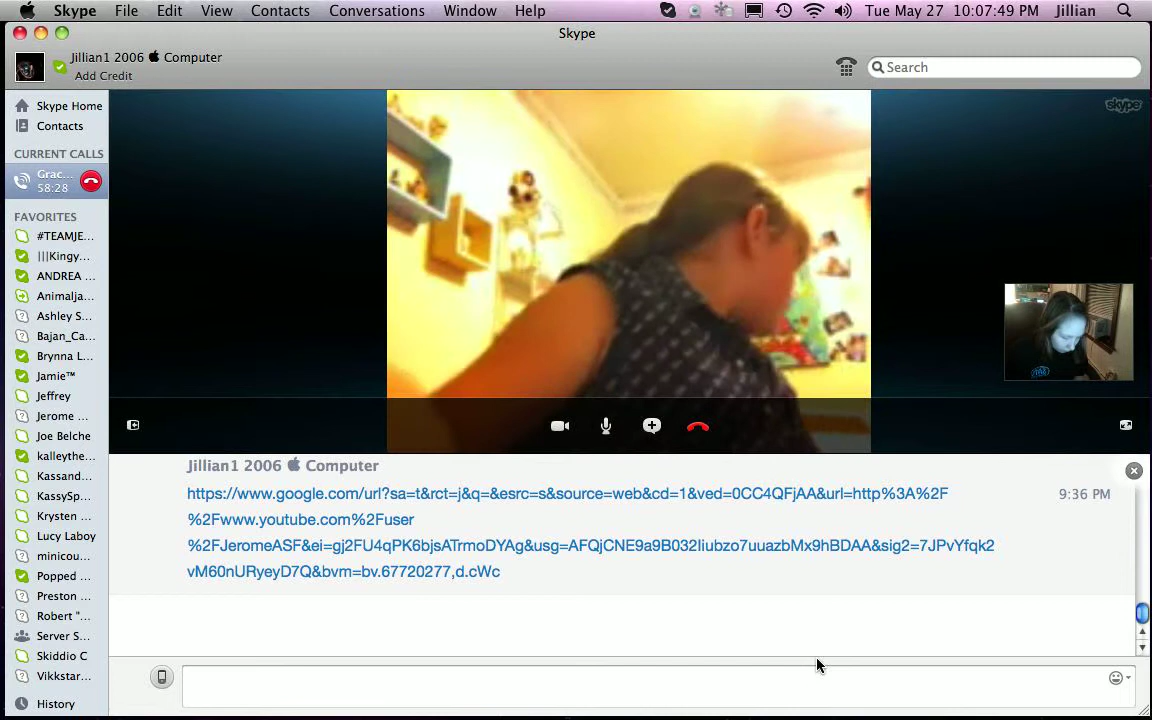 Skype File Edit View Contacts Conversations Window Help Tue May 27 10:07:49 PM Jillian
Skype
Jillian1 2006  Computer
Add Credit
Search
Skype Home
Contacts
CURRENT CALLS
Grac...
58:28
FAVORITES
#TEAMJE...
|||Kingy...
ANDREA ...
Animalja...
Ashley S...
Bajan_Ca...
Brynna L...
Jamie™
Jeffrey
Jerome ...
Joe Belche
kalleythe...
Kassand...
KassySp...
Krysten ...
Lucy Laboy
minicou...
Popped ...
Preston ...
Robert "...
Server S...
Skiddio C
Vikkstar...
History
skype
Jillian1 2006  Computer
https://www.google.com/url?sa=t&rct=j&q=&esrc=s&source=web&cd=1&ved=0CC4QFjAA&url=http%3A%2F
9:36 PM
%2Fwww.youtube.com%2Fuser
%2FJeromeASF&ei=gj2FU4qPK6bjsATrmoDYAg&usg=AFQjCNE9a9B032Iiubzo7uuazbMx9hBDAA&sig2=7JPvYfqk2
vM60nURyeyD7Q&bvm=bv.67720277,d.cWc